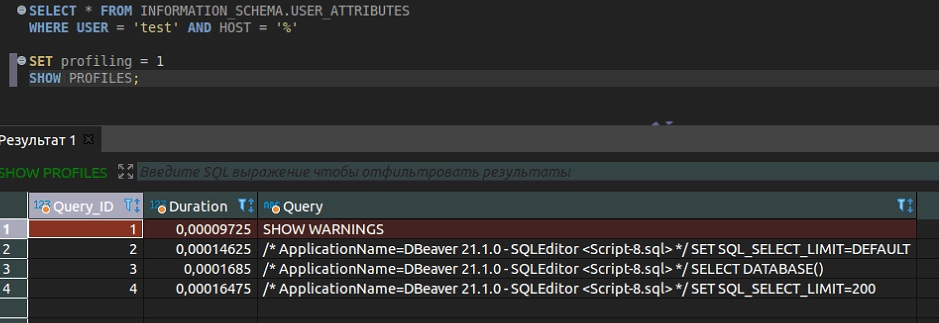 SELECT * FROM INFORMATION_SCHEMA.USER_ATTRIBUTES
WHERE USER = 'test' AND HOST = '%'
SET profiling = 1
SHOW PROFILES;
Результат 1
SHOW PROFILES Введите SQL выражение чтобы отфильтровать результаты
123 Query_ID 123 Duration ABC Query
1 1 0,00009725 SHOW WARNINGS
2 2 0,00014625 /* ApplicationName=DBeaver 21.1.0 - SQLEditor <Script-8.sql> */ SET SQL_SELECT_LIMIT=DEFAULT
3 3 0,0001685 /* ApplicationName=DBeaver 21.1.0 - SQLEditor <Script-8.sql> */ SELECT DATABASE()
4 4 0,00016475 /* ApplicationName=DBeaver 21.1.0 - SQLEditor <Script-8.sql> */ SET SQL_SELECT_LIMIT=200